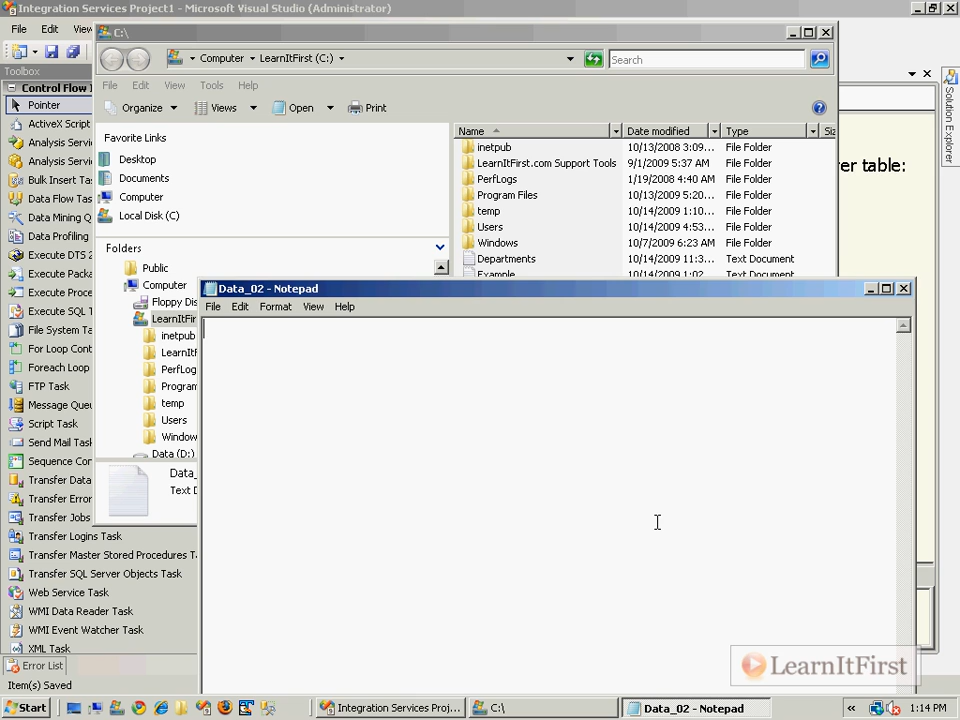 Integration Services Project1 - Microsoft Visual Studio (Administrator)
File Edit View
C:\
Computer LearnItFirst (C:)
Search
File Edit View Tools Help
Organize Views Open Print
Favorite Links
Desktop
Documents
Computer
Local Disk (C)
Folders
Public
Computer
Floppy Dis
LearnItFir
inetpub
LearnItF
PerfLog
Program
temp
Users
Window
Data (D:)
Data_
Text D
Name Date modified Type Siz
inetpub 10/13/2008 3:09... File Folder
LearnItFirst.com Support Tools 9/1/2009 5:37 AM File Folder
PerfLogs 1/19/2008 4:40 AM File Folder
Program Files 10/13/2009 5:20... File Folder
temp 10/14/2009 1:10... File Folder
Users 10/14/2009 4:53... File Folder
Windows 10/7/2009 6:23 AM File Folder
Departments 10/14/2009 11:3... Text Document
Example 10/14/2009 1:02 Text Document
er table:
Solution Explorer
Toolbox
Control Flow I
Pointer
ActiveX Script
Analysis Servi
Analysis Servi
Bulk Insert Ta
Data Flow Tas
Data Mining Q
Data Profiling
Execute DTS 2
Execute Packa
Execute Proce
Execute SQL T
File System Ta
For Loop Cont
Foreach Loop
FTP Task
Message Queu
Script Task
Send Mail Task
Sequence Con
Transfer Data
Transfer Error
Transfer Jobs
Transfer Logins Task
Transfer Master Stored Procedures T
Transfer SQL Server Objects Task
Web Service Task
WMI Data Reader Task
WMI Event Watcher Task
XML Task
Data_02 - Notepad
File Edit Format View Help
LearnItFirst
Error List
Item(s) Saved
Start
Integration Services Proj...
C:\
Data_02 - Notepad
1:14 PM